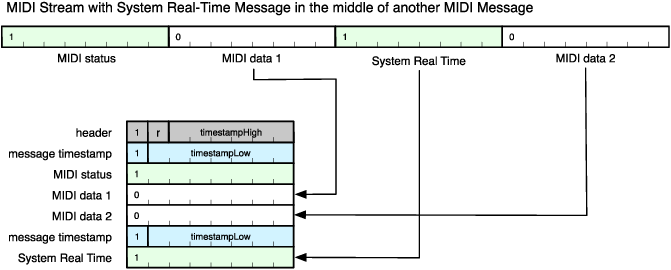 MIDI Stream with System Real-Time Message in the middle of another MIDI Message
1 0 1 0
MIDI status MIDI data 1 System Real Time MIDI data 2
header 1 r timestampHigh
message timestamp 1 timestampLow
MIDI status 1
MIDI data 1 0
MIDI data 2 0
message timestamp 1 timestampLow
System Real Time 1